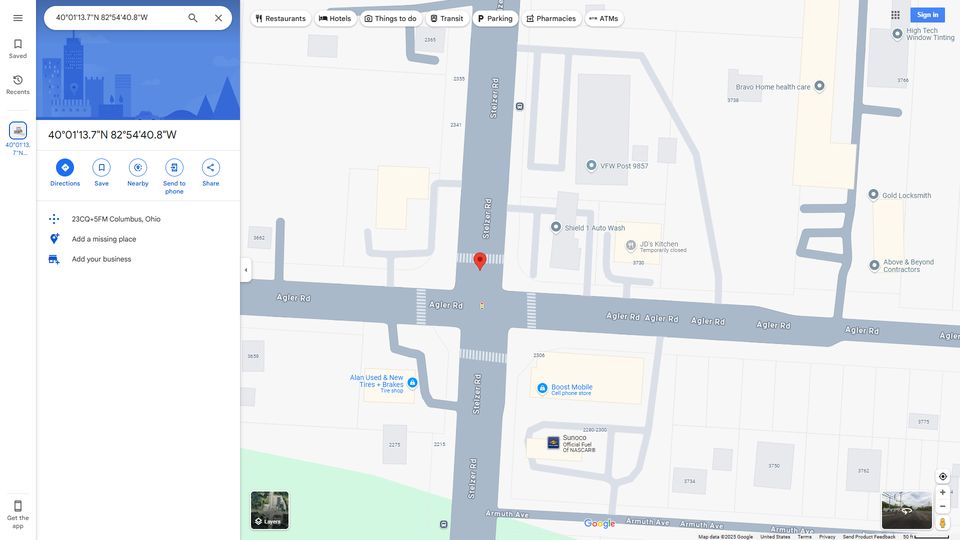 40°01'13.7"N 82°54'40.8"W
Restaurants
Hotels
Things to do
Transit
Parking
Pharmacies
ATMs
Sign in
Saved
Recents
40°01'13.
7"N...
Get the
app
40°01'13.7"N 82°54'40.8"W
Directions
Save
Nearby
Send to
phone
Share
23CQ+5FM Columbus, Ohio
Add a missing place
Add your business
2365
2355
2341
Stelzer Rd
High Tech
Window Tinting
3766
Bravo Home health care
3738
VFW Post 9857
Gold Locksmith
Stelzer Rd
Shield 1 Auto Wash
JD's Kitchen
Temporarily closed
3730
3662
Above & Beyond
Contractors
Agler Rd
Agler Rd
Agler Rd
Agler Rd
Agler Rd
Agler Rd
Agler Rd
Agler
3659
2306
Alan Used & New
Tires + Brakes
Tire shop
Boost Mobile
Cell phone store
Stelzer Rd
2280-2300
3775
Sunoco
Official Fuel
Of NASCAR®
2275
2215
Stelzer Rd
3734
3750
3762
Layers
Armuth Ave
Armuth Ave
Armuth Ave
Armuth Ave
Google
Map data ©2025 Google
United States
Terms
Privacy
Send Product Feedback
50 ft